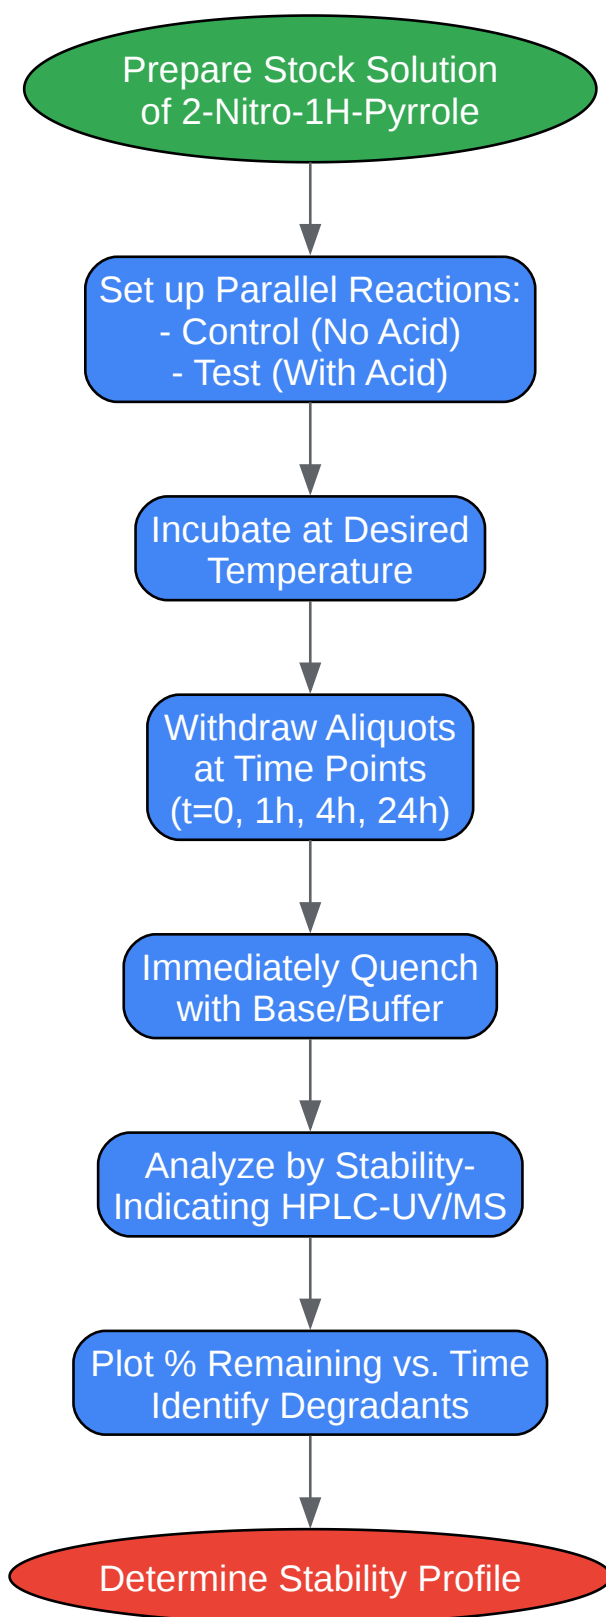 Prepare Stock Solution
of 2-Nitro-1H-Pyrrole
Set up Parallel Reactions:
- Control (No Acid)
- Test (With Acid)
Incubate at Desired
Temperature
Withdraw Aliquots
at Time Points
(t=0, 1h, 4h, 24h)
Immediately Quench
with Base/Buffer
Analyze by Stability-
Indicating HPLC-UV/MS
Plot % Remaining vs. Time
Identify Degradants
Determine Stability Profile